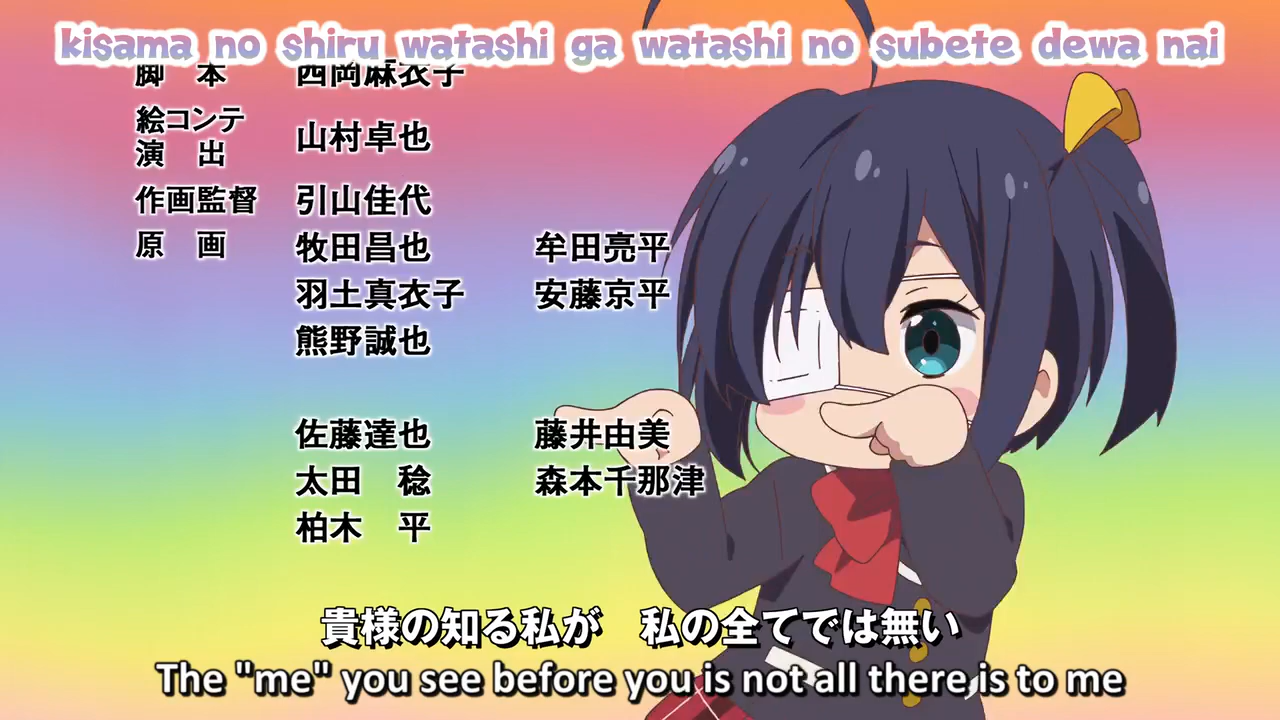 kisama no shiru watashi ga watashi no subete dewa nai
脚　本　西岡麻衣子
絵コンテ
演　出　山村卓也
作画監督　引山佳代
原　画　牧田昌也　牟田亮平
羽土真衣子　安藤京平
熊野誠也
佐藤達也　藤井由美
太田　稔　森本千那津
柏木　平
貴様の知る私が　私の全てでは無い
The "me" you see before you is not all there is to me